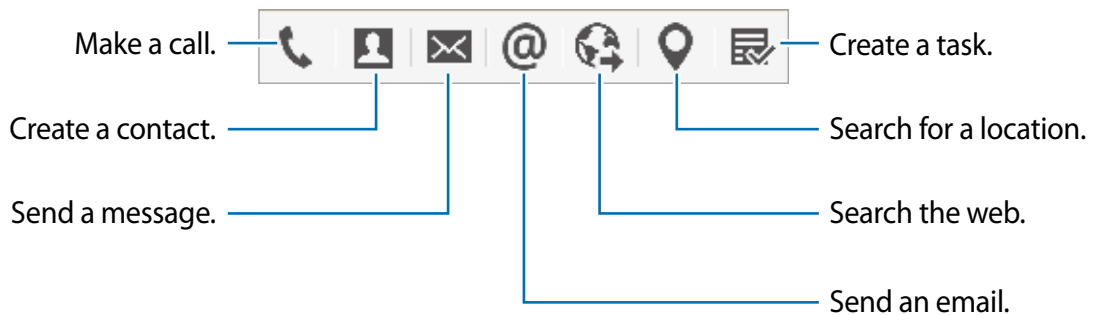 Make a call.
Create a contact.
Send a message.
@
Create a task.
Search for a location.
Search the web.
Send an email.